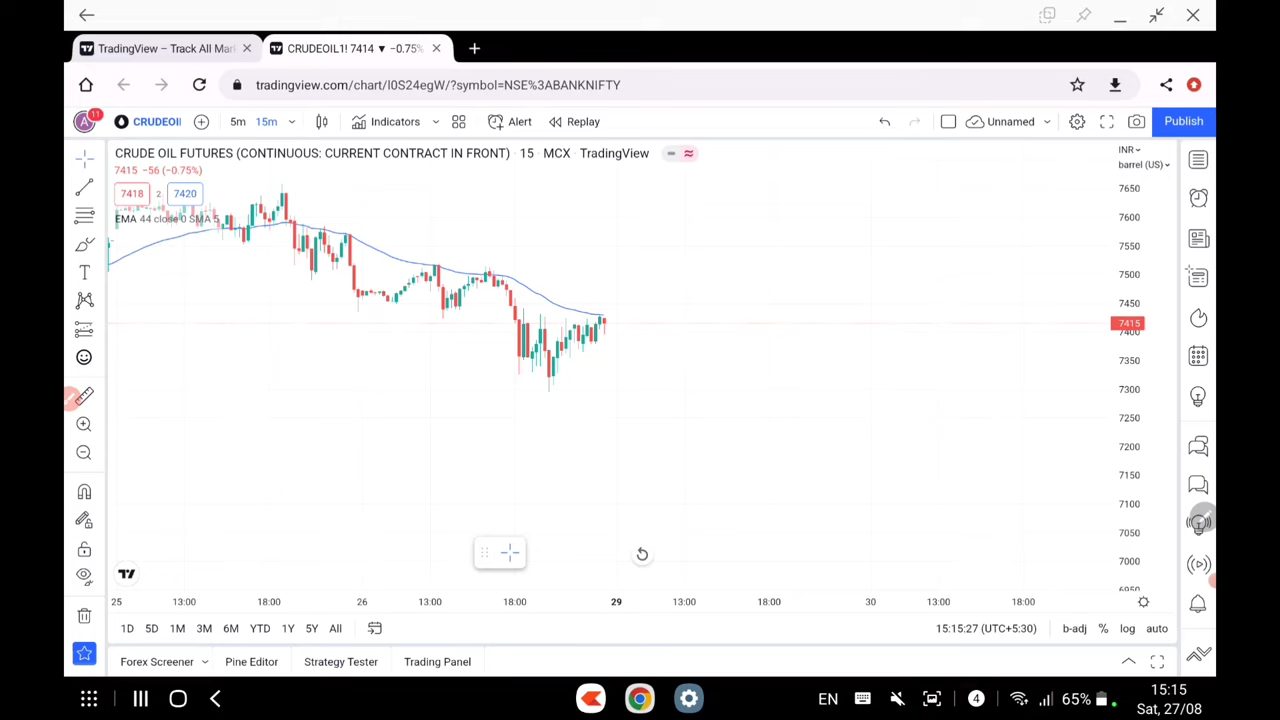 TradingView – Track All Mar
CRUDEOIL1! 7414 ▼ −0.75%
tradingview.com/chart/l0S24egW/?symbol=NSE%3ABANKNIFTY
A 11
CRUDEOI
5m 15m
Indicators
Alert
Replay
Unnamed
Publish
CRUDE OIL FUTURES (CONTINUOUS: CURRENT CONTRACT IN FRONT) · 15 · MCX · TradingView
7415 −56 (−0.75%)
7418 2 7420
EMA 44 close 0 SMA 5
INR
barrel (US)
7650
7600
7550
7500
7450
7415
7400
7350
7300
7250
7200
7150
7100
7050
7000
6950
25 13:00 18:00 26 13:00 18:00 29 13:00 18:00 30 13:00 18:00
1D 5D 1M 3M 6M YTD 1Y 5Y All
15:15:27 (UTC+5:30) b-adj % log auto
Forex Screener Pine Editor Strategy Tester Trading Panel
EN 4 65% 15:15
Sat, 27/08